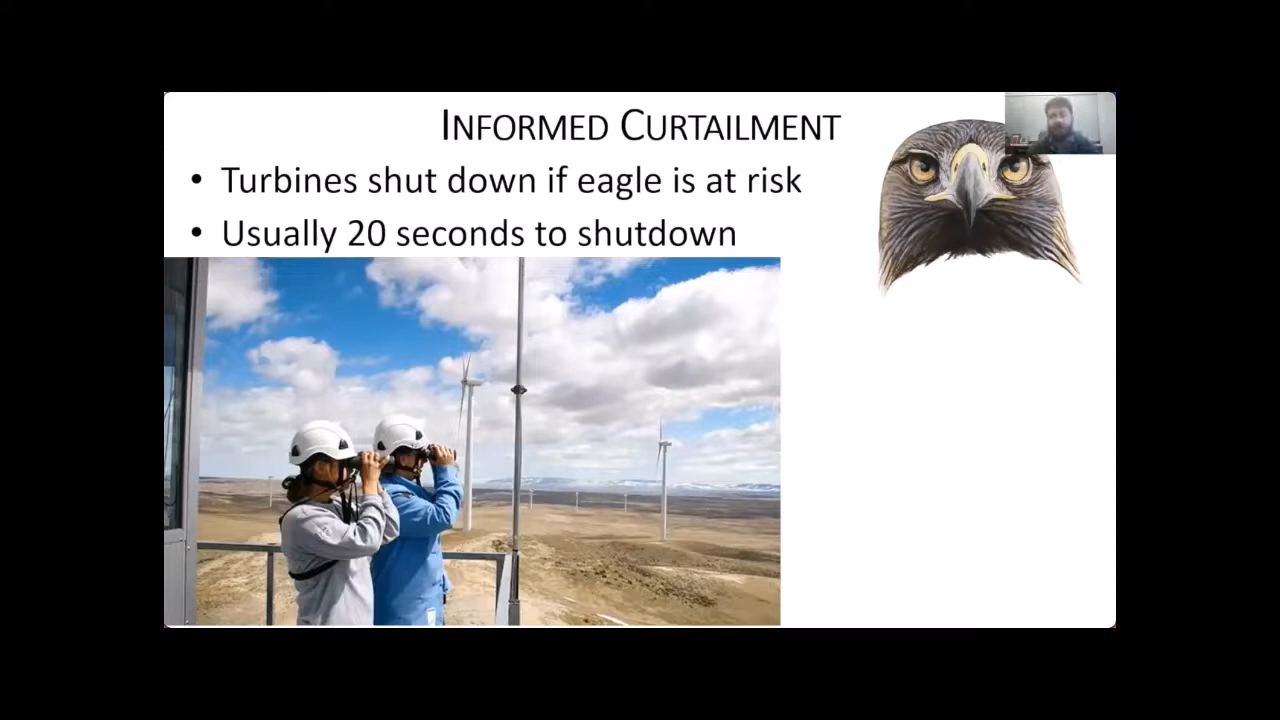 INFORMED CURTAILMENT
• Turbines shut down if eagle is at risk
• Usually 20 seconds to shutdown